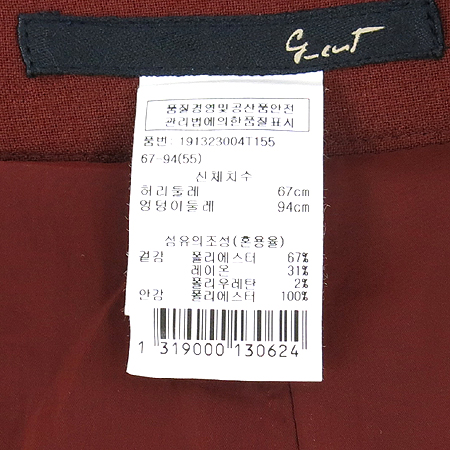 G-cut
품질경영및공산품안전
관리법에의한품질표시
품번: 191323004T155
67-94(55)
신체치수
허리둘레 67cm
엉덩이둘레 94cm
섬유의조성(혼용율)
겉감 폴리에스터 67%
레이온 31%
폴리우레탄 2%
안감 폴리에스터 100%
1 319000 130624